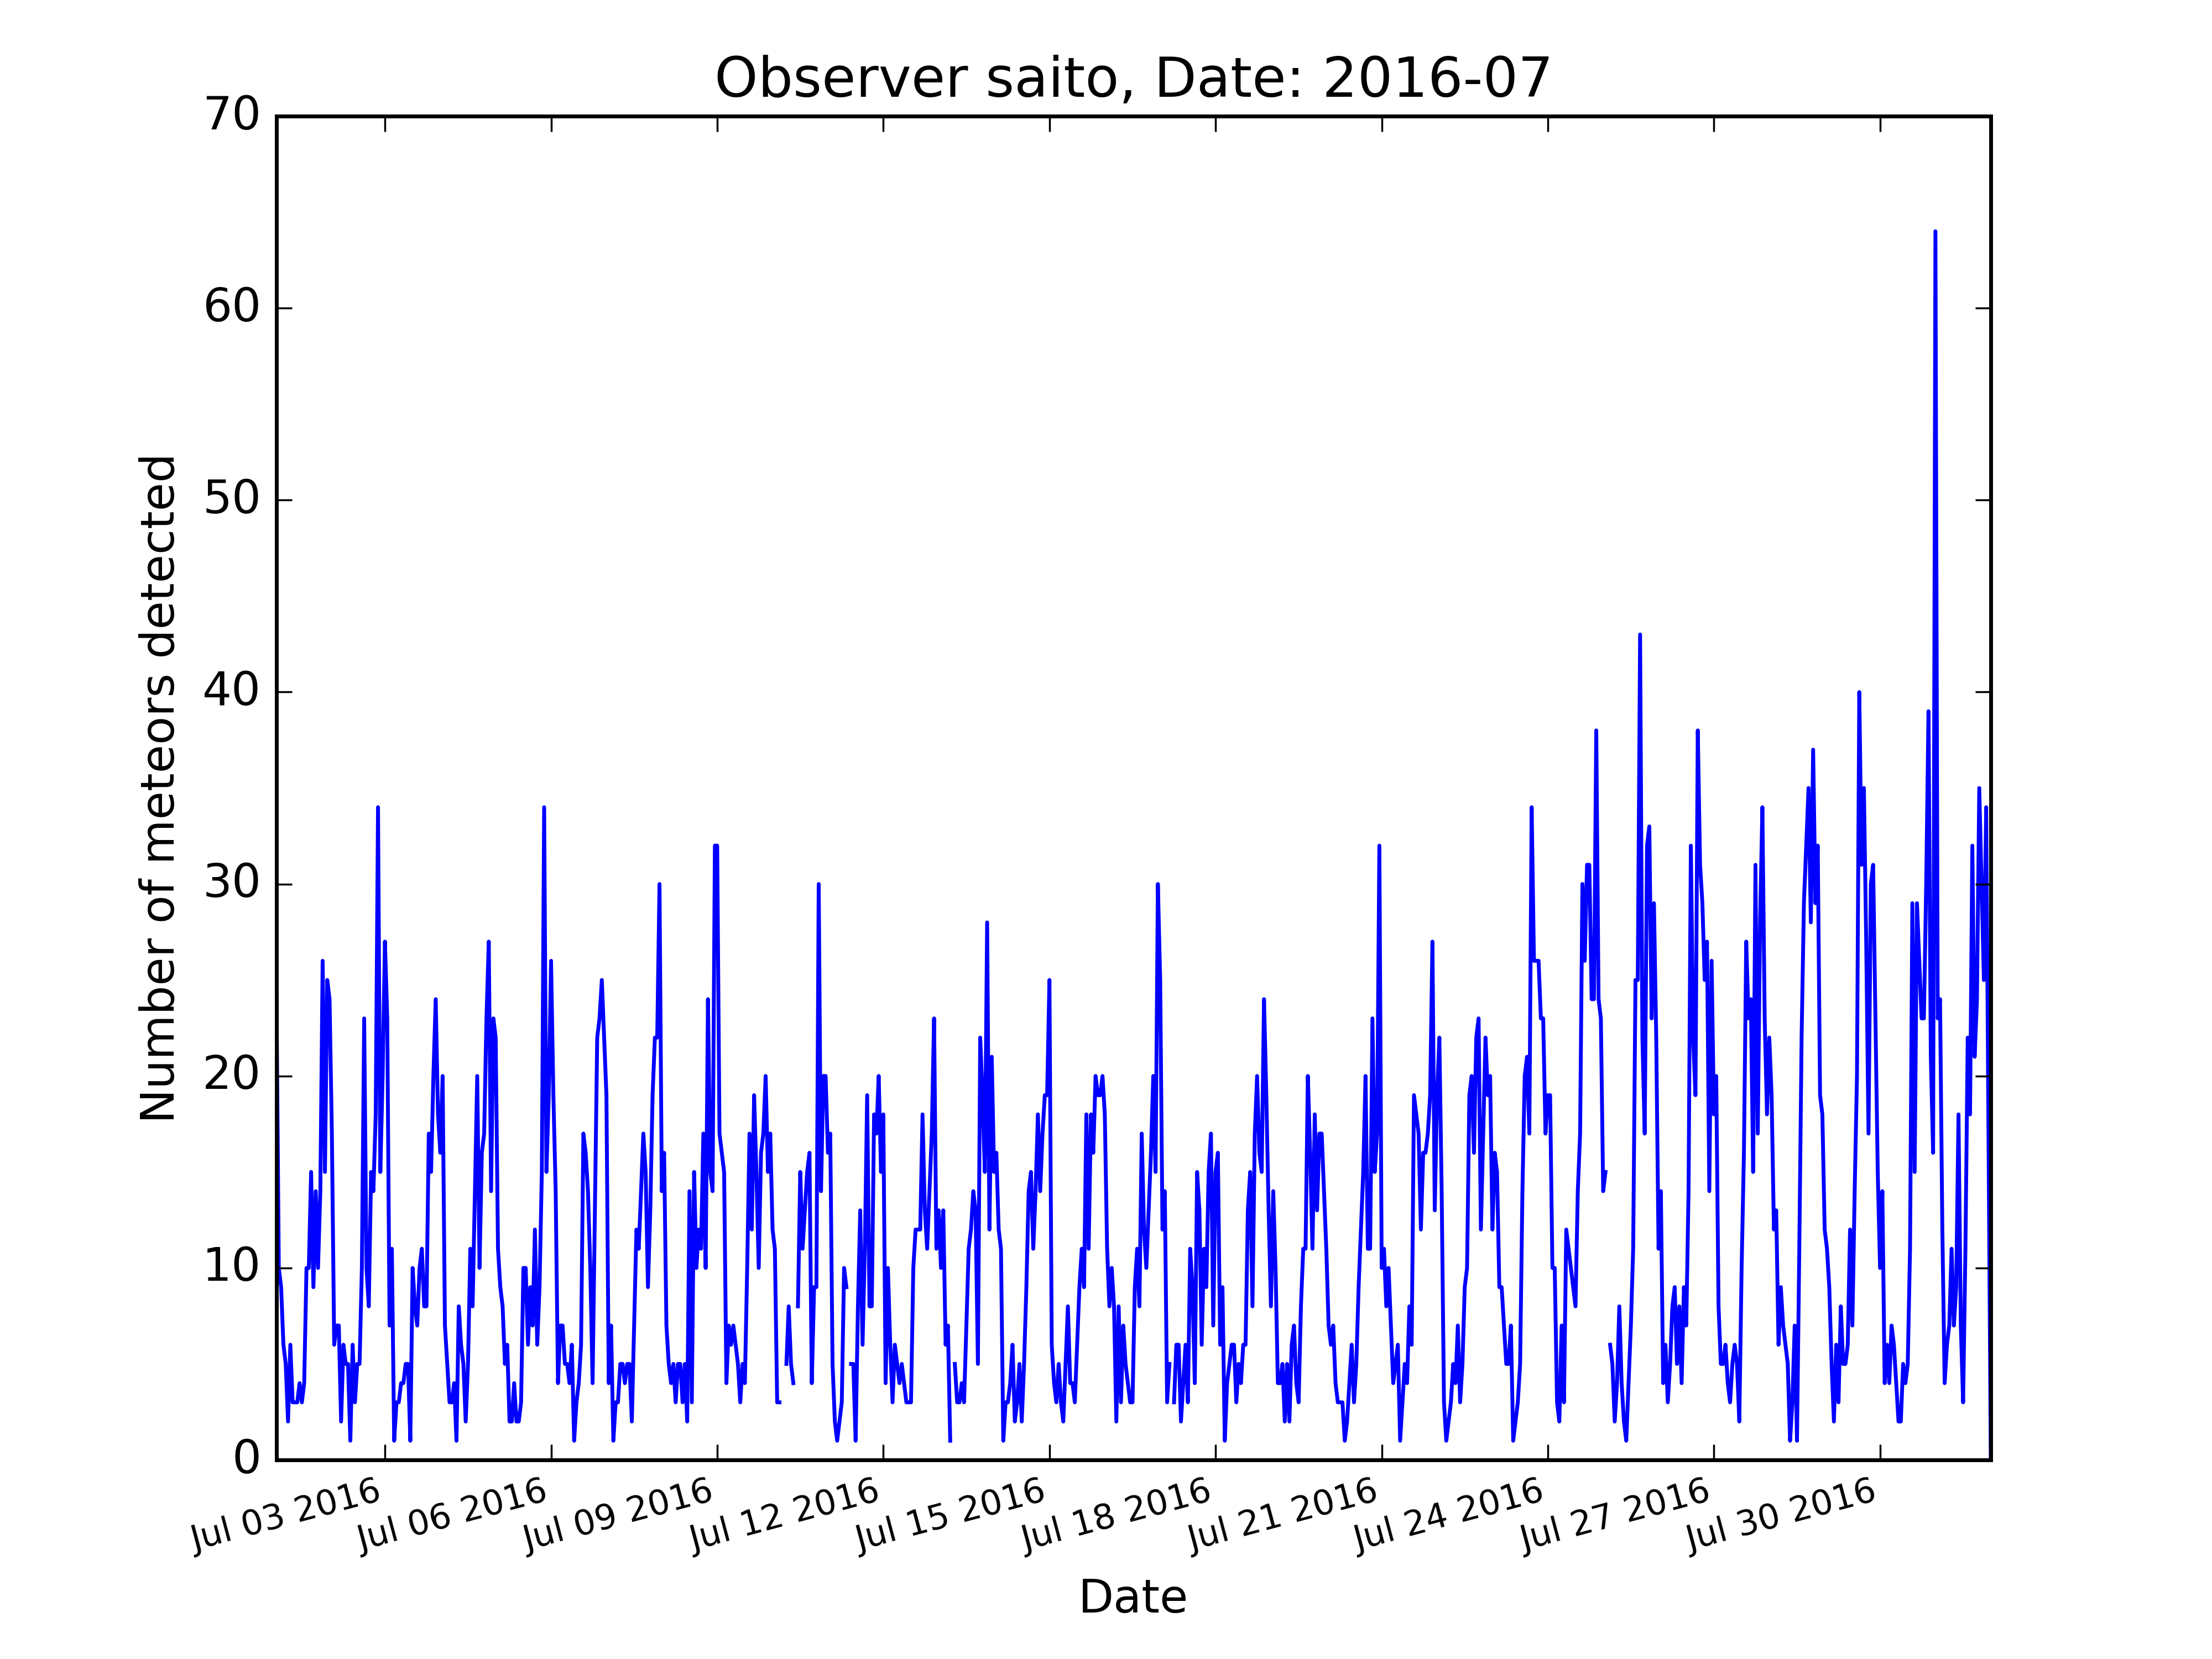 Observer saito, Date: 2016-07
Number of meteors detected
70
60
50
40
30
20
10
0
Jul 03 2016
Jul 06 2016
Jul 09 2016
Jul 12 2016
Jul 15 2016
Jul 18 2016
Jul 21 2016
Jul 24 2016
Jul 27 2016
Jul 30 2016
Date